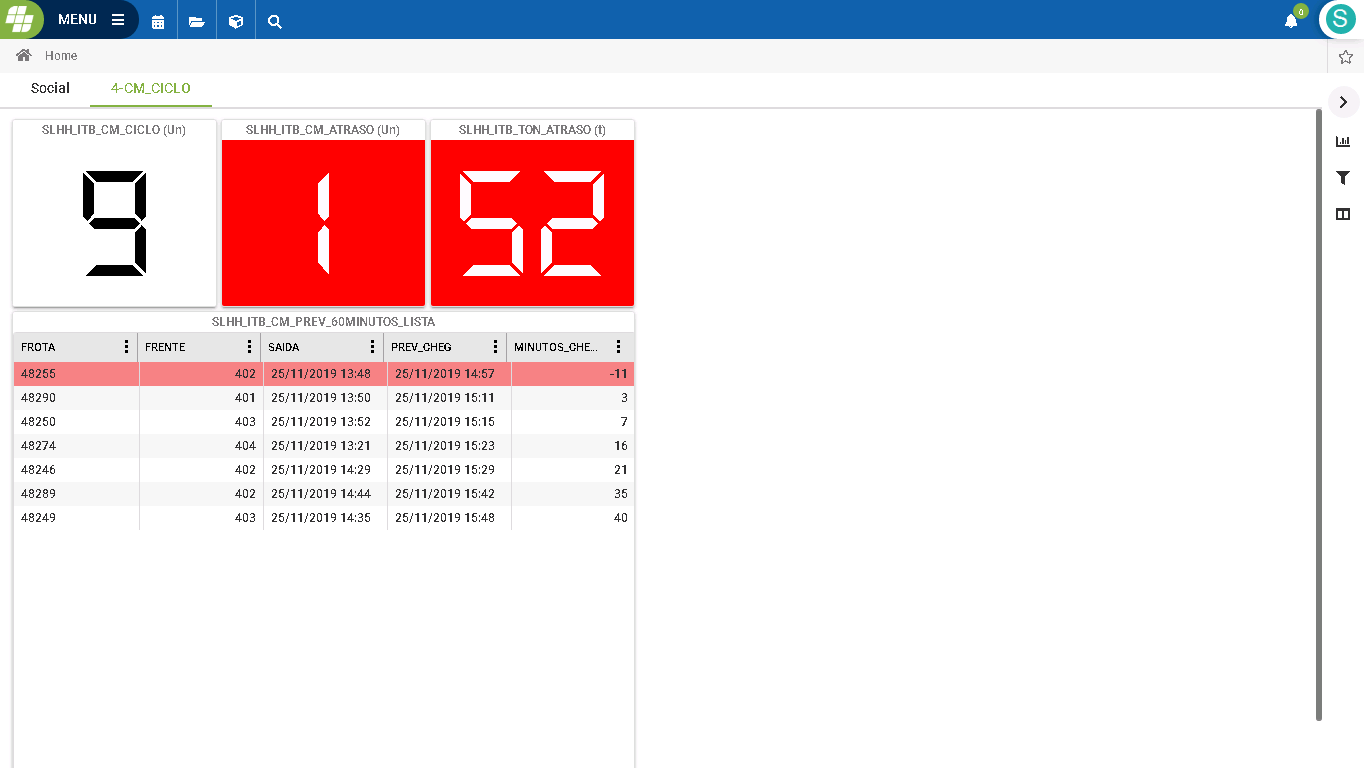 MENU
0
S
Home
Social 4-CM_CICLO
SLHH_ITB_CM_CICLO (Un) SLHH_ITB_CM_ATRASO (Un) SLHH_ITB_TON_ATRASO (t)
9 1 52
SLHH_ITB_CM_PREV_60MINUTOS_LISTA
FROTA FRENTE SAIDA PREV_CHEG MINUTOS_CHE...
48255 402 25/11/2019 13:48 25/11/2019 14:57 -11
48290 401 25/11/2019 13:50 25/11/2019 15:11 3
48250 403 25/11/2019 13:52 25/11/2019 15:15 7
48274 404 25/11/2019 13:21 25/11/2019 15:23 16
48246 402 25/11/2019 14:29 25/11/2019 15:29 21
48289 402 25/11/2019 14:44 25/11/2019 15:42 35
48249 403 25/11/2019 14:35 25/11/2019 15:48 40